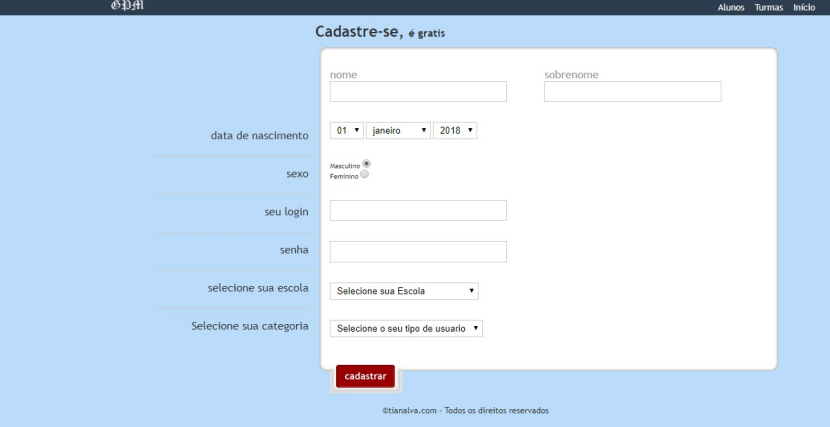 GPM
Alunos Turmas Início
Cadastre-se, é gratis
nome
sobrenome
data de nascimento
01 janeiro 2018
sexo
Masculino
Feminino
seu login
senha
selecione sua escola
Selecione sua Escola
Selecione sua categoria
Selecione o seu tipo de usuario
cadastrar
©tianalva.com - Todos os direitos reservados